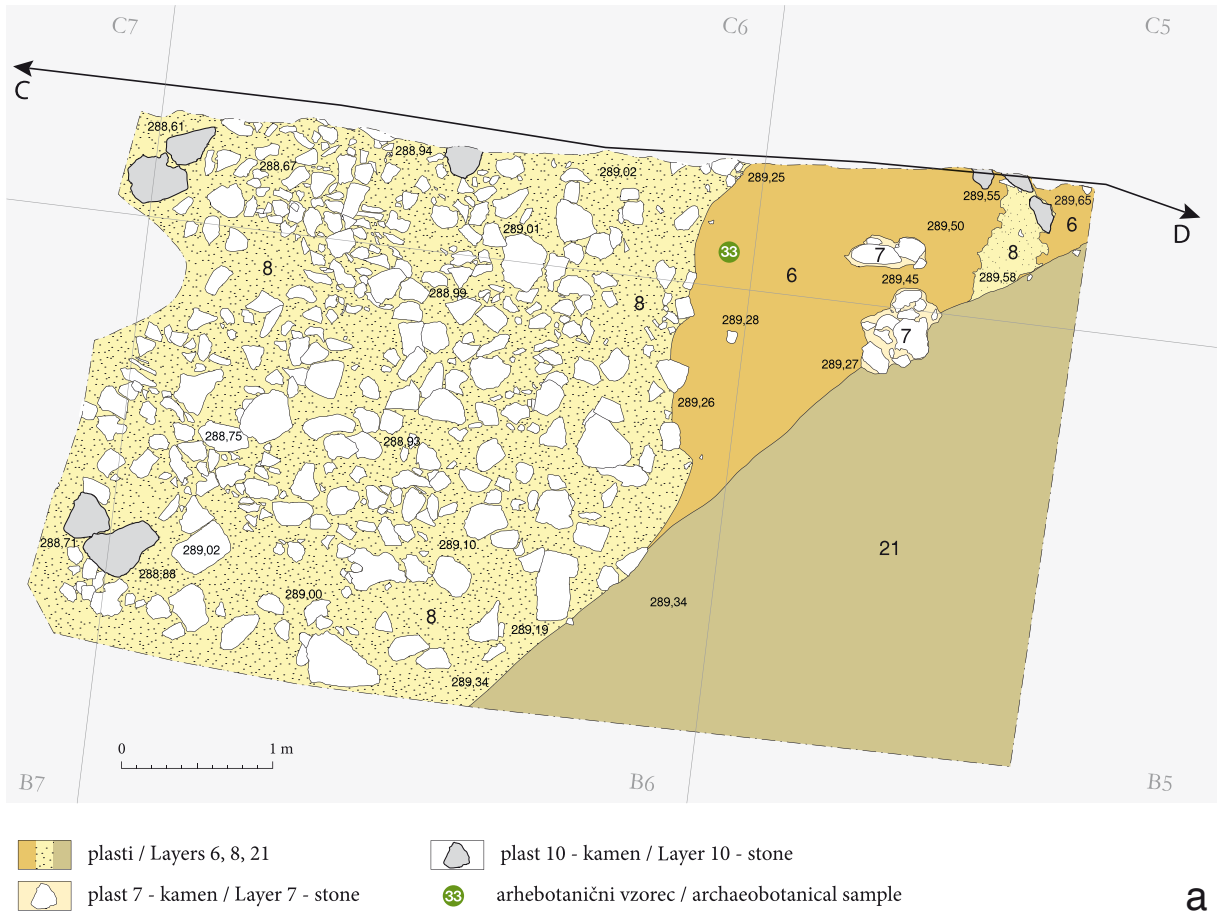 C7
C6
C5
C
D
288,61
288,67
288,94
289,02
289,25
289,55
289,65
289,01
289,50
6
33
7
8
8
6
289,45
289,58
288,99
8
289,28
7
289,27
289,26
288,75
288,93
288,71
289,02
289,10
21
288,88
289,00
289,34
8
289,19
289,34
0 1 m
B7
B6
B5
plasti / Layers 6, 8, 21
plast 10 - kamen / Layer 10 - stone
plast 7 - kamen / Layer 7 - stone
33 arhebotanični vzorec / archaeobotanical sample
a